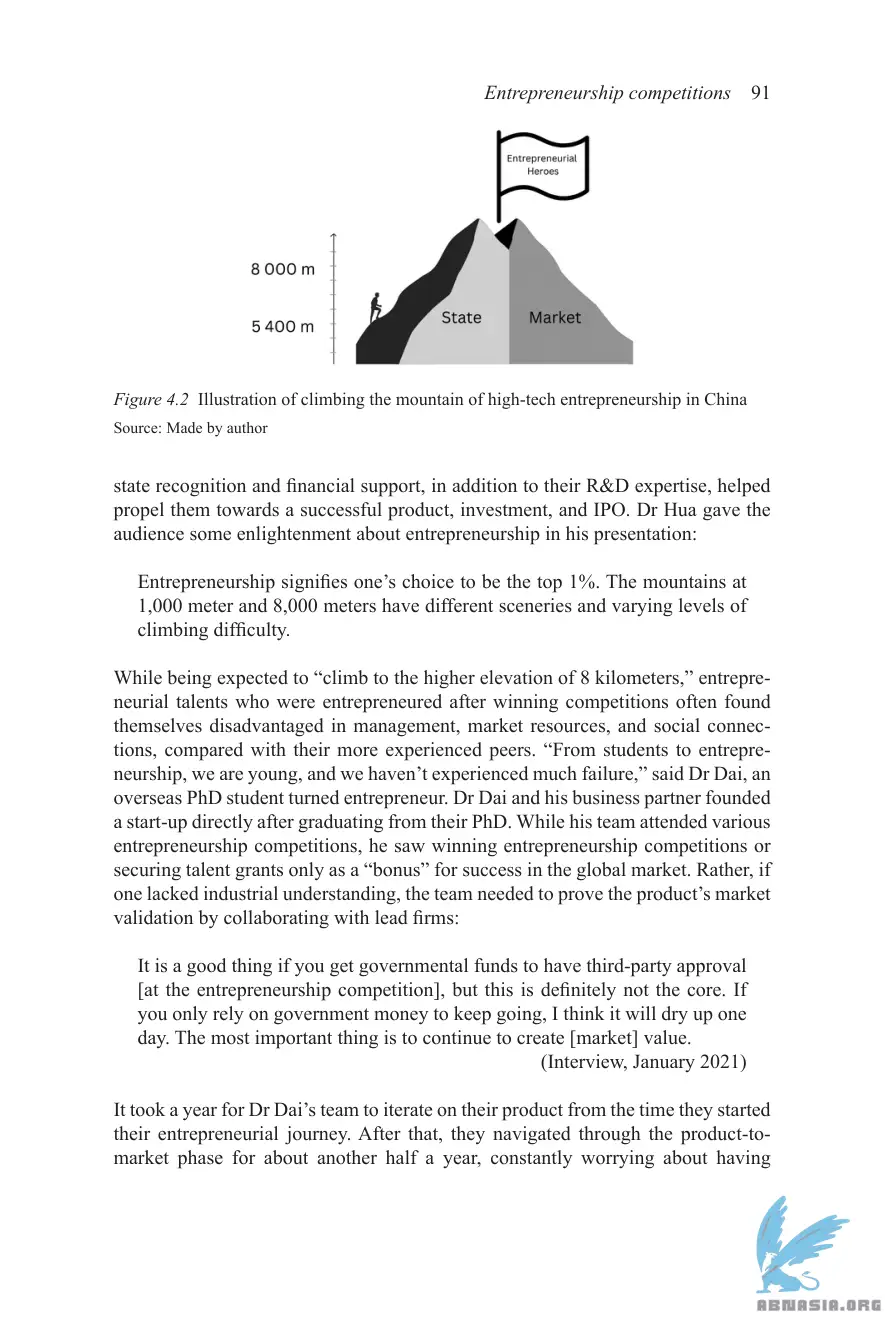 Entrepreneurship competitions 91
Entrepreneurial
Heroes
8 000 m
5 400 m
State
Market
Figure 4.2 Illustration of climbing the mountain of high-tech entrepreneurship in China
Source: Made by author
state recognition and financial support, in addition to their R&D expertise, helped
propel them towards a successful product, investment, and IPO. Dr Hua gave the
audience some enlightenment about entrepreneurship in his presentation:
Entrepreneurship signifies one’s choice to be the top 1%. The mountains at
1,000 meter and 8,000 meters have different sceneries and varying levels of
climbing difficulty.
While being expected to “climb to the higher elevation of 8 kilometers,” entrepre-
neurial talents who were entrepreneured after winning competitions often found
themselves disadvantaged in management, market resources, and social connec-
tions, compared with their more experienced peers. “From students to entrepre-
neurship, we are young, and we haven’t experienced much failure,” said Dr Dai, an
overseas PhD student turned entrepreneur. Dr Dai and his business partner founded
a start-up directly after graduating from their PhD. While his team attended various
entrepreneurship competitions, he saw winning entrepreneurship competitions or
securing talent grants only as a “bonus” for success in the global market. Rather, if
one lacked industrial understanding, the team needed to prove the product’s market
validation by collaborating with lead firms:
It is a good thing if you get governmental funds to have third-party approval
[at the entrepreneurship competition], but this is definitely not the core. If
you only rely on government money to keep going, I think it will dry up one
day. The most important thing is to continue to create [market] value.
(Interview, January 2021)
It took a year for Dr Dai’s team to iterate on their product from the time they started
their entrepreneurial journey. After that, they navigated through the product-to-
market phase for about another half a year, constantly worrying about having
ABNASIA.ORG